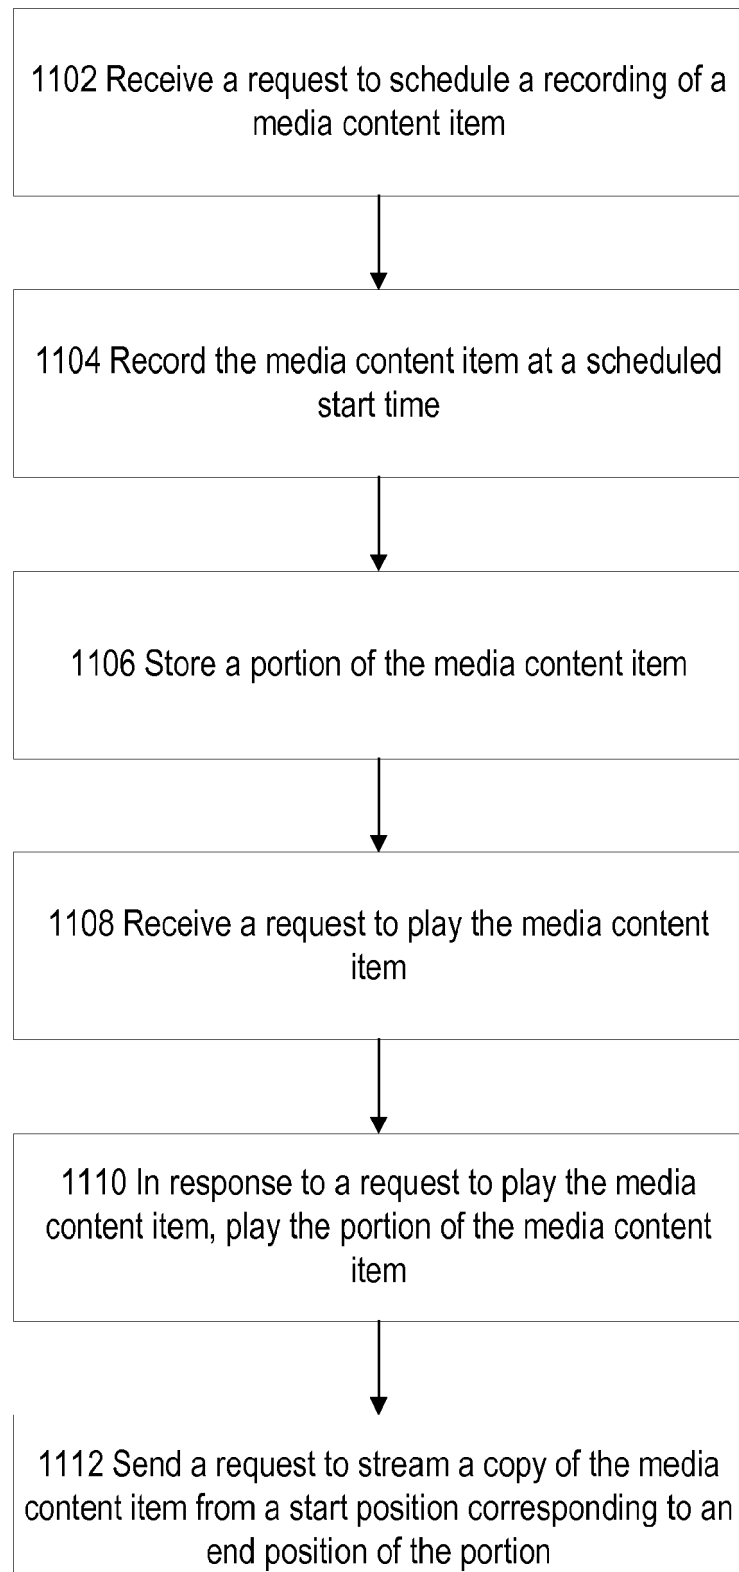 1102 Receive a request to schedule a recording of a
media content item
1104 Record the media content item at a scheduled
start time
1106 Store a portion of the media content item
1108 Receive a request to play the media content
item
1110 In response to a request to play the media
content item, play the portion of the media content
item
1112 Send a request to stream a copy of the media
content item from a start position corresponding to an
end position of the portion